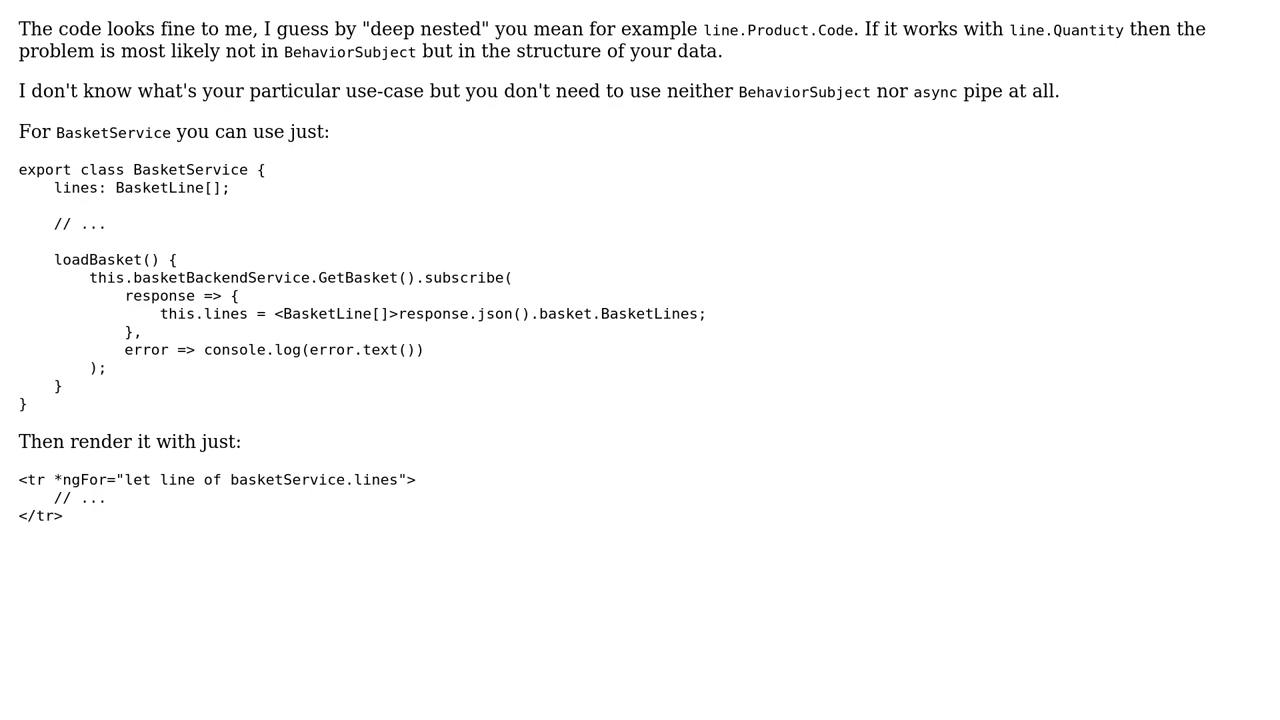 The code looks fine to me, I guess by "deep nested" you mean for example line.Product.Code. If it works with line.Quantity then the
problem is most likely not in BehaviorSubject but in the structure of your data.
I don't know what's your particular use-case but you don't need to use neither BehaviorSubject nor async pipe at all.
For BasketService you can use just:
export class BasketService {
    lines: BasketLine[];
    // ...
    loadBasket() {
        this.basketBackendService.GetBasket().subscribe(
            response => {
                this.lines = <BasketLine[]>response.json().basket.BasketLines;
            },
            error => console.log(error.text())
        );
    }
}
Then render it with just:
<tr *ngFor="let line of basketService.lines">
    // ...
</tr>